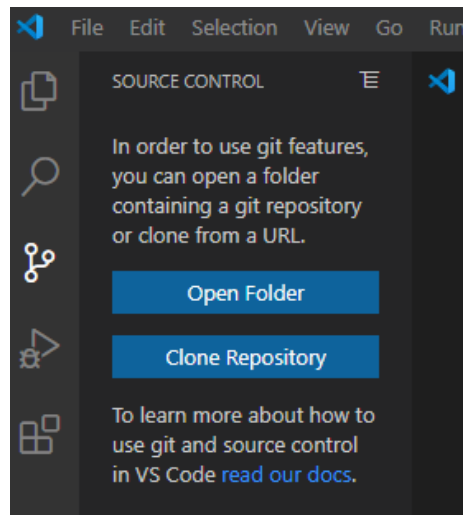 File Edit Selection View Go Run
SOURCE CONTROL
In order to use git features,
you can open a folder
containing a git repository
or clone from a URL.
Open Folder
Clone Repository
To learn more about how to
use git and source control
in VS Code read our docs.